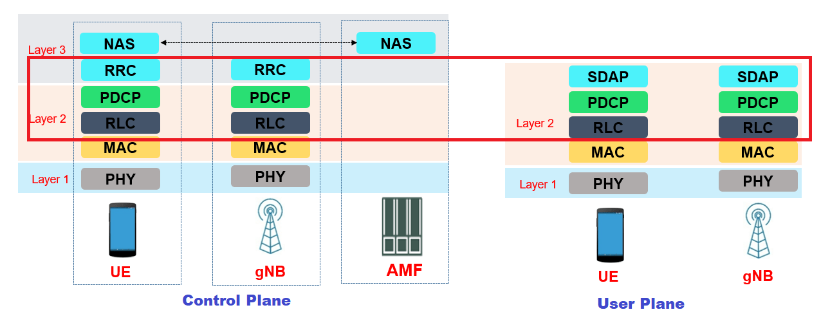 NAS NAS
Layer 3
RRC RRC SDAP SDAP
PDCP PDCP PDCP PDCP
Layer 2 RLC RLC Layer 2 RLC RLC
MAC MAC MAC MAC
Layer 1 PHY PHY Layer 1 PHY PHY
UE gNB AMF UE gNB
Control Plane User Plane